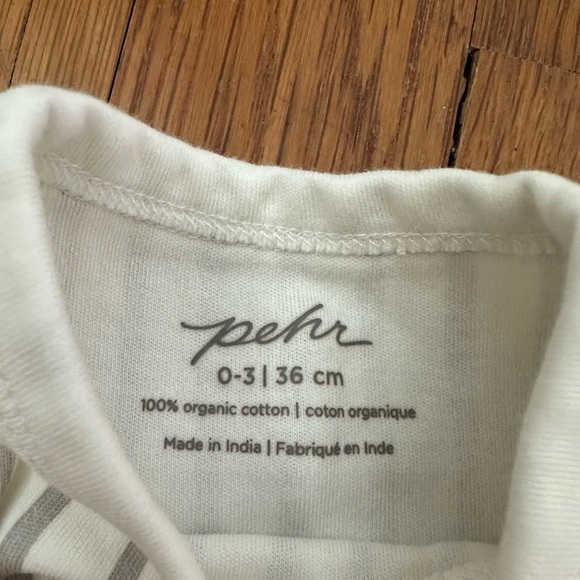 pehr
0-3 | 36 cm
100% organic cotton | coton organique
Made in India | Fabriqué en Inde